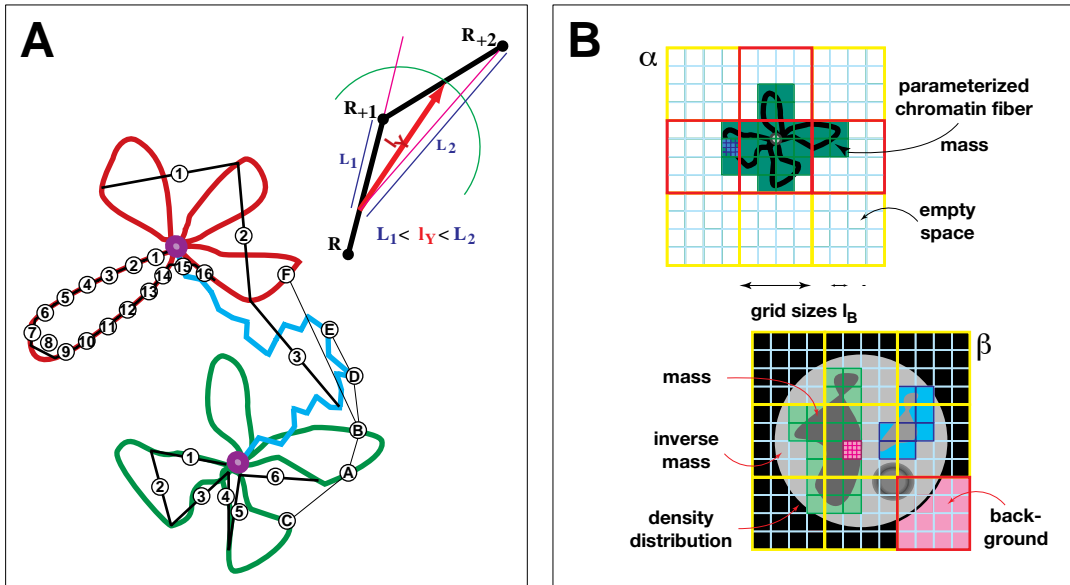 A
R+2
R+1
L1
lY
L2
R
L1 < lY < L2
1
2
16
15
1
2
3
4
5
6
7
8
9
10
11
12
13
14
F
E
3
D
B
A
C
1
2
3
4
5
6
B
α
parameterized
chromatin fiber
mass
empty
space
grid sizes lB
β
mass
inverse
mass
density
distribution
back-
ground